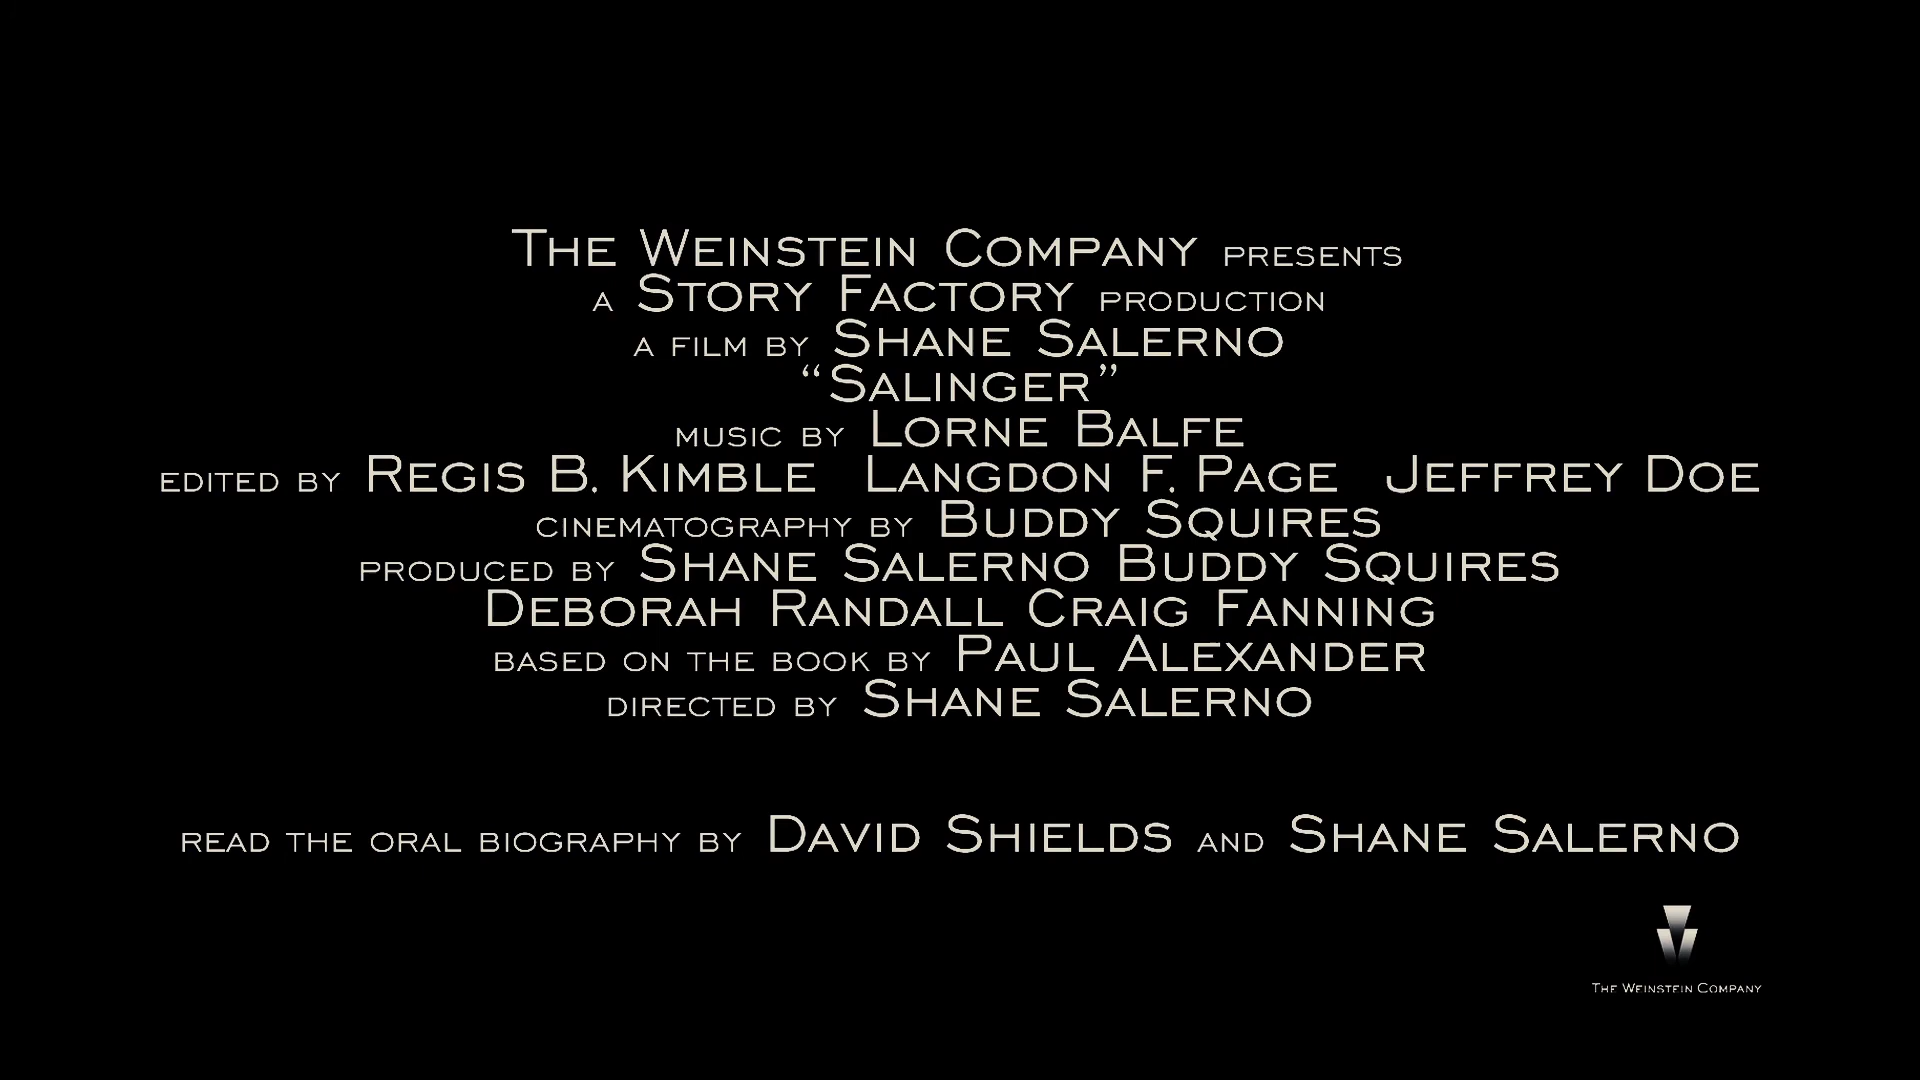 The Weinstein Company presents
a Story Factory production
a film by Shane Salerno
“Salinger”
music by Lorne Balfe
edited by Regis B. Kimble Langdon F. Page Jeffrey Doe
cinematography by Buddy Squires
produced by Shane Salerno Buddy Squires
Deborah Randall Craig Fanning
based on the book by Paul Alexander
directed by Shane Salerno
read the oral biography by David Shields and Shane Salerno
The Weinstein Company